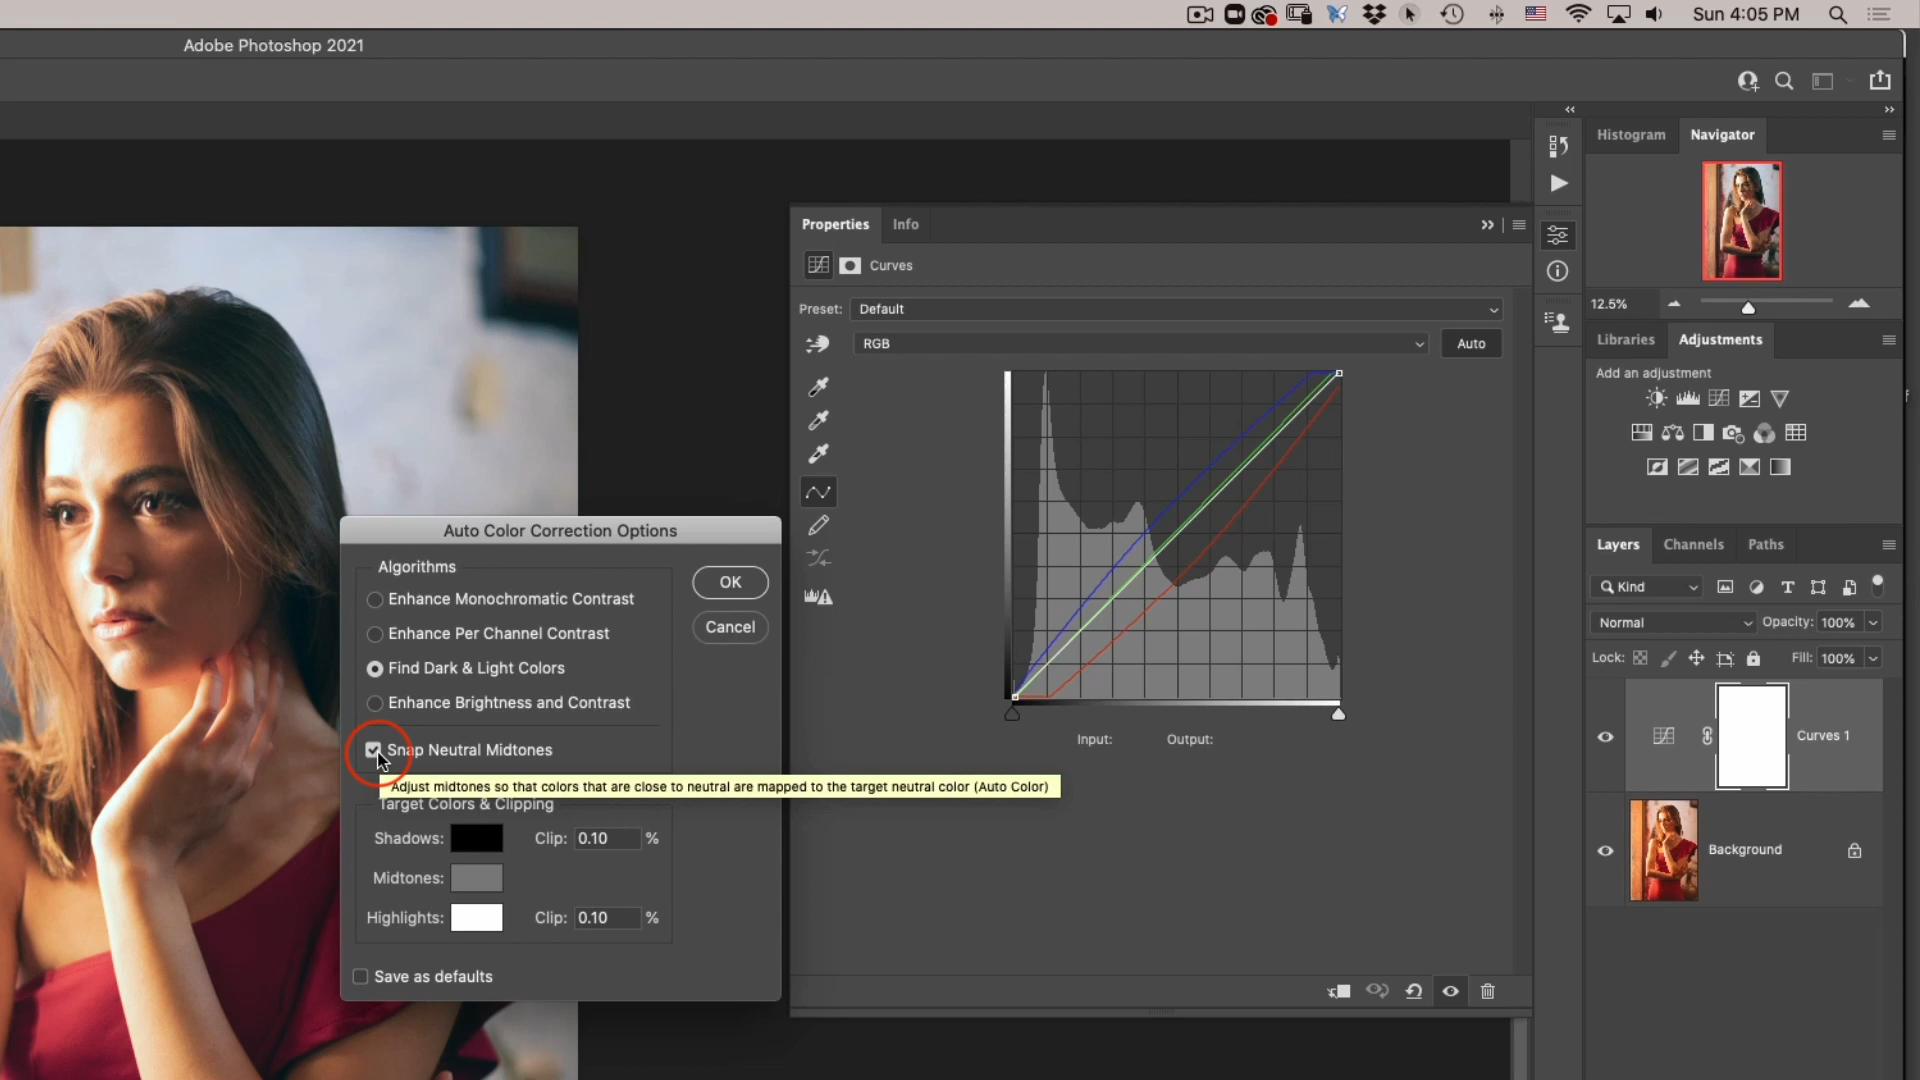 Sun 4:05 PM
Adobe Photoshop 2021
Histogram
Navigator
12.5%
Libraries
Adjustments
Add an adjustment
Properties
Info
Curves
Preset:
Default
RGB
Auto
Input:
Output:
Auto Color Correction Options
Algorithms
Enhance Monochromatic Contrast
Enhance Per Channel Contrast
Find Dark & Light Colors
Enhance Brightness and Contrast
Snap Neutral Midtones
Adjust midtones so that colors that are close to neutral are mapped to the target neutral color (Auto Color)
Target Colors & Clipping
Shadows:
Clip: 0.10 %
Midtones:
Highlights:
Clip: 0.10 %
Save as defaults
OK
Cancel
Layers
Channels
Paths
Kind
Normal
Opacity: 100%
Lock:
Fill: 100%
Curves 1
Background